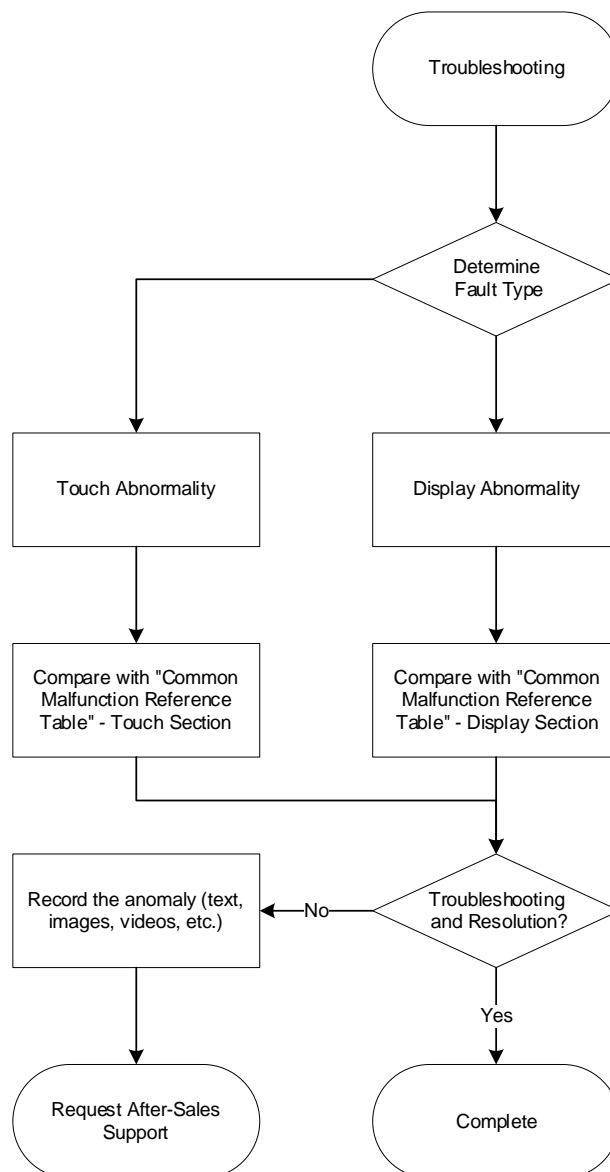 Troubleshooting
Determine
Fault Type
Touch Abnormality
Display Abnormality
Compare with "Common
Malfunction Reference
Table" - Touch Section
Compare with "Common
Malfunction Reference
Table" - Display Section
Record the anomaly (text,
images, videos, etc.)
No
Troubleshooting
and Resolution?
Yes
Request After-Sales
Support
Complete